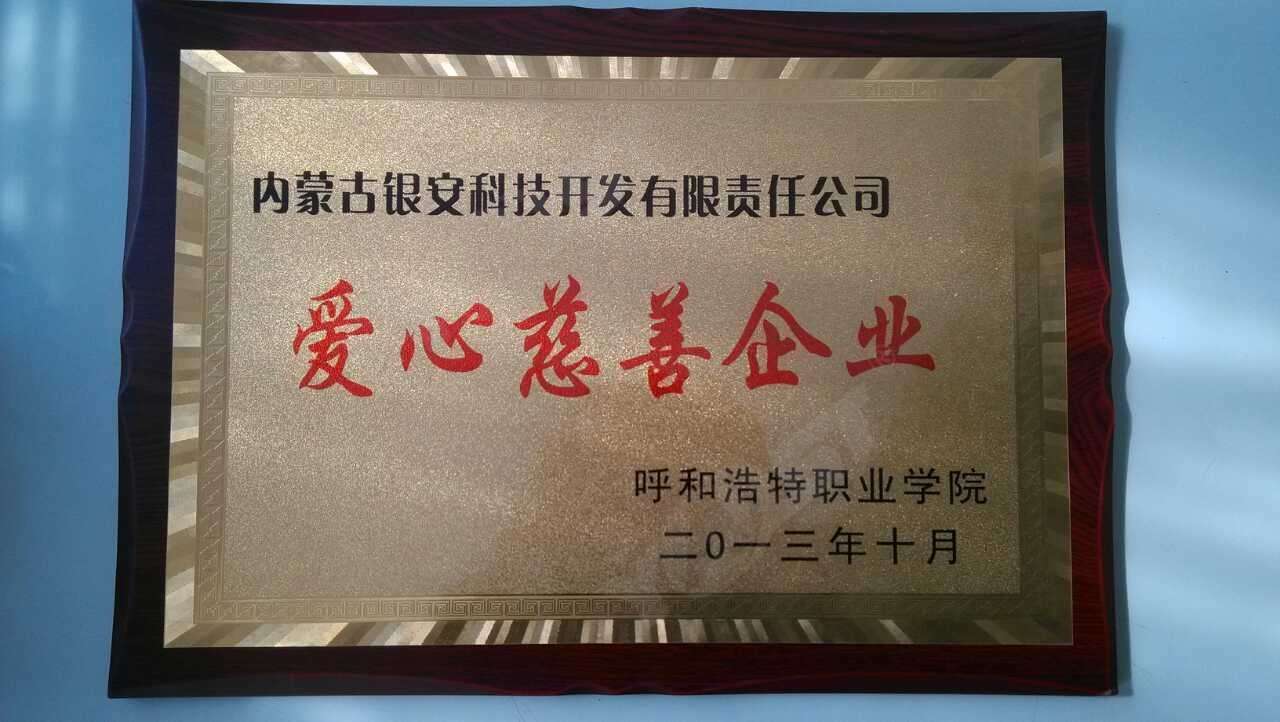 内蒙古银安科技开发有限责任公司
爱心慈善企业
呼和浩特职业学院
二0一三年十月